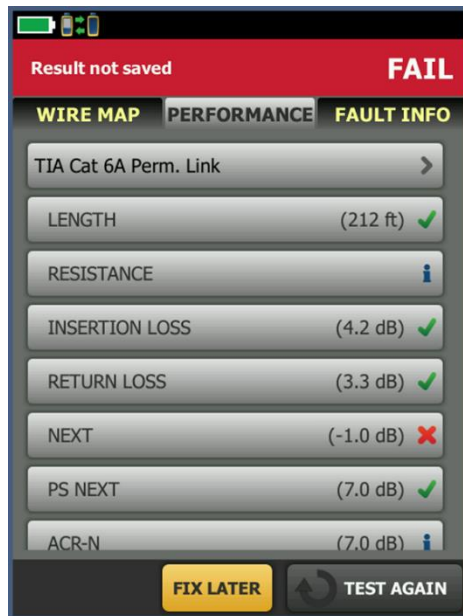 Result not saved FAIL
WIRE MAP PERFORMANCE FAULT INFO
TIA Cat 6A Perm. Link
LENGTH (212 ft)
RESISTANCE i
INSERTION LOSS (4.2 dB)
RETURN LOSS (3.3 dB)
NEXT (-1.0 dB)
PS NEXT (7.0 dB)
ACR-N (7.0 dB) i
FIX LATER TEST AGAIN